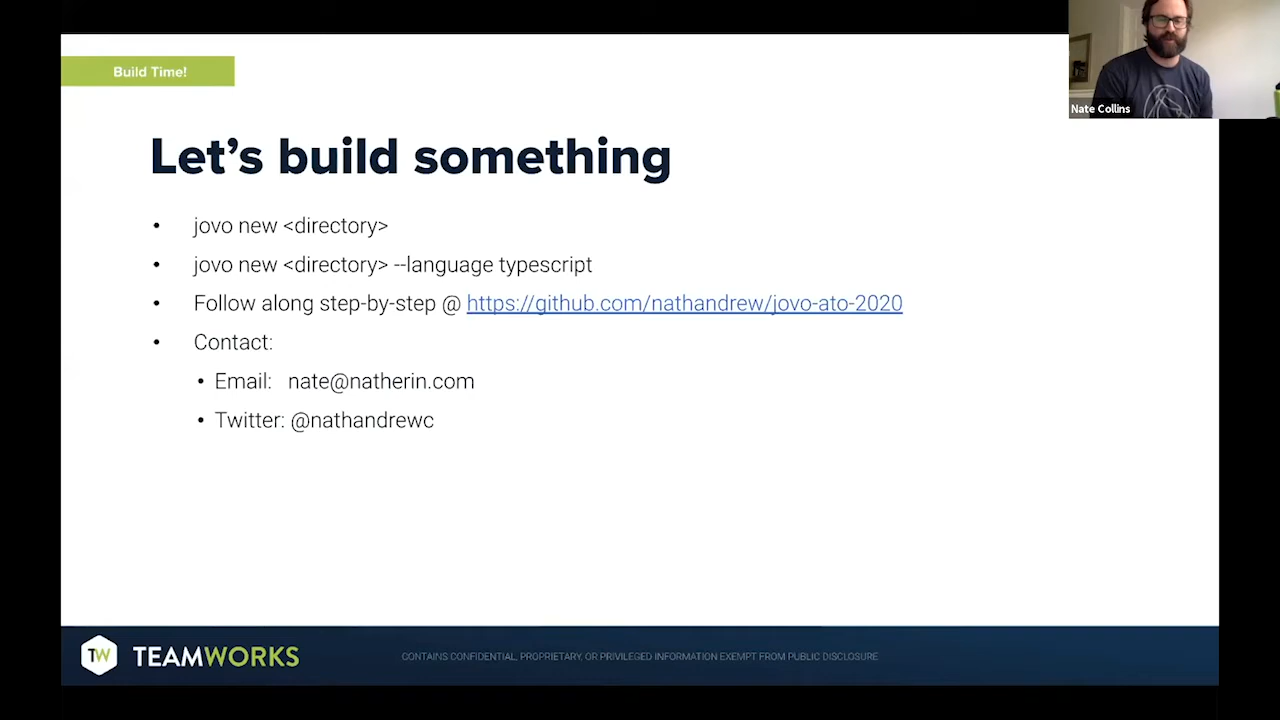 Build Time!
Nate Collins
Let's build something
• jovo new <directory>
• jovo new <directory> --language typescript
• Follow along step-by-step @ https://github.com/nathandrew/jovo-ato-2020
• Contact:
• Email: nate@natherin.com
• Twitter: @nathandrewc
TW TEAMWORKS
CONTAINS CONFIDENTIAL, PROPRIETARY, OR PRIVILEGED INFORMATION EXEMPT FROM PUBLIC DISCLOSURE